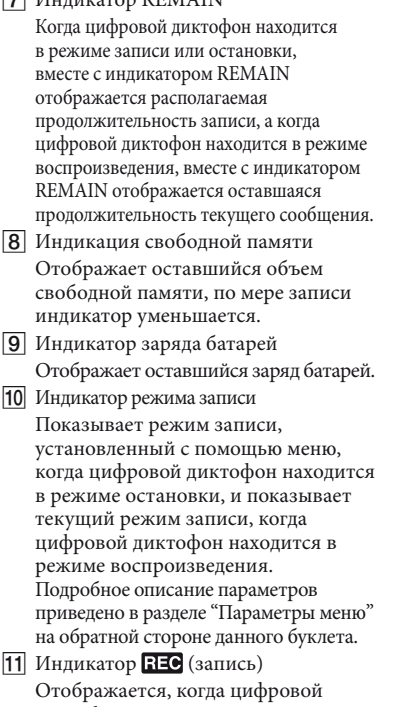 7 Индикатор REMAIN
Когда цифровой диктофон находится
в режиме записи или остановки,
вместе с индикатором REMAIN
отображается располагаемая
продолжительность записи, а когда
цифровой диктофон находится в режиме
воспроизведения, вместе с индикатором
REMAIN отображается оставшаяся
продолжительность текущего сообщения.
8 Индикация свободной памяти
Отображает оставшийся объем
свободной памяти, по мере записи
индикатор уменьшается.
9 Индикатор заряда батарей
Отображает оставшийся заряд батарей.
10 Индикатор режима записи
Показывает режим записи,
установленный с помощью меню,
когда цифровой диктофон находится
в режиме остановки, и показывает
текущий режим записи, когда
цифровой диктофон находится в
режиме воспроизведения.
Подробное описание параметров
приведено в разделе “Параметры меню”
на обратной стороне данного буклета.
11 Индикатор REC (запись)
Отображается, когда цифровой